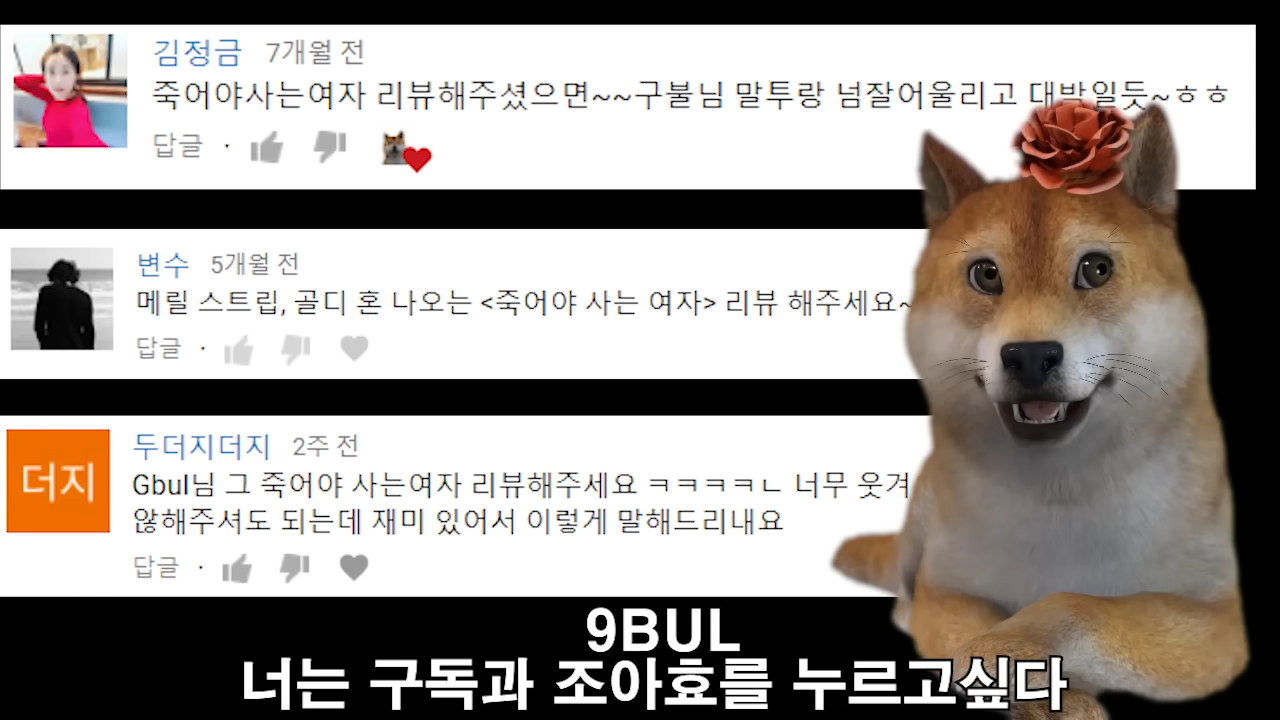 김정금 7개월 전
죽어야사는여자 리뷰해주셨으면~~구불님 말투랑 넘잘어울리고 대박일듯~ㅎㅎ
답글
변수 5개월 전
메릴 스트립, 골디 혼 나오는 <죽어야 사는 여자> 리뷰 해주세요~
답글
더지
두더지더지 2주 전
Gbul님 그 죽어야 사는여자 리뷰해주세요 ㅋㅋㅋㅋㄴ 너무 웃겨
않해주셔도 되는데 재미 있어서 이렇게 말해드리내요
답글
9BUL
너는 구독과 조아효를 누르고싶다